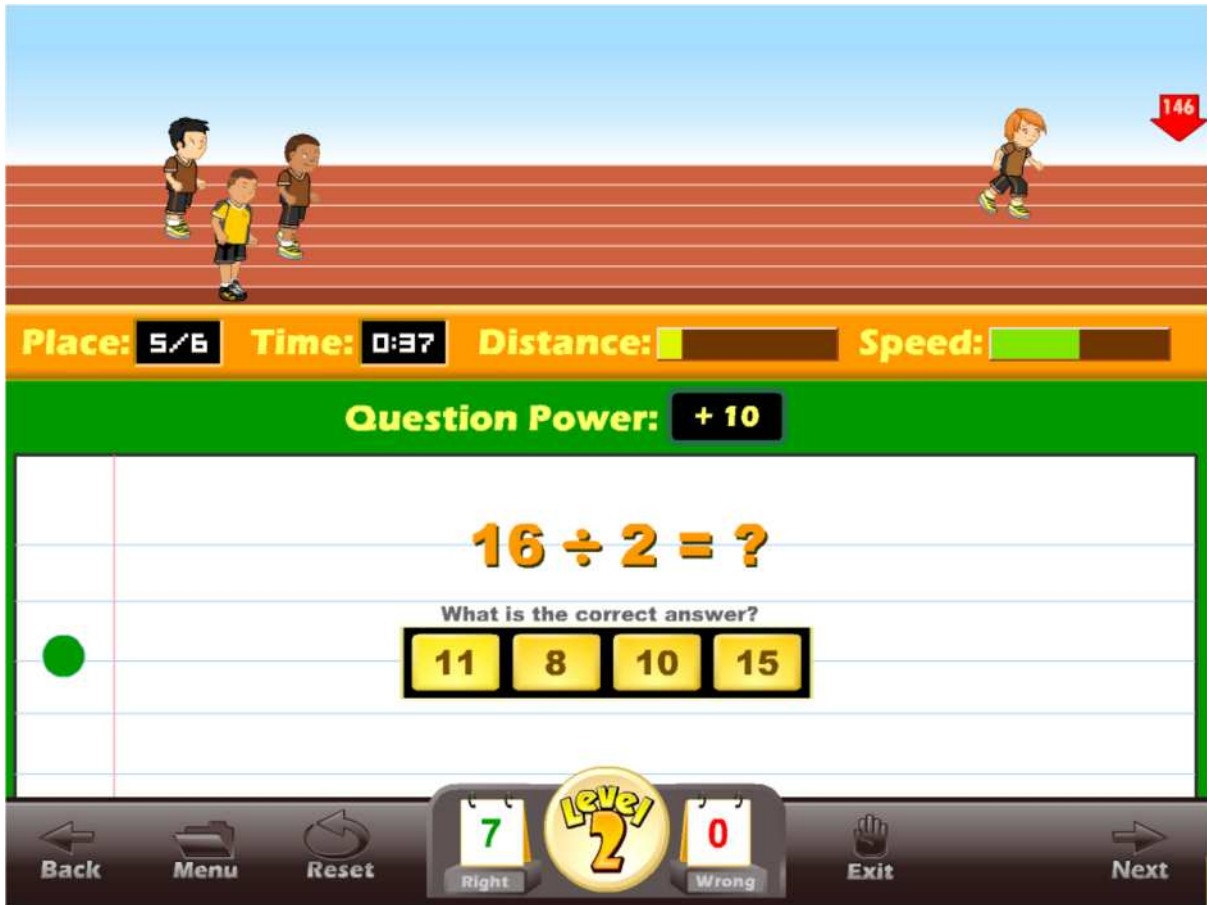 146
Place: 5/6 Time: 0:37 Distance: Speed:
Question Power: + 10
16 ÷ 2 = ?
What is the correct answer?
11 8 10 15
Back Menu Reset 7 Right Level 2 0 Wrong Exit Next